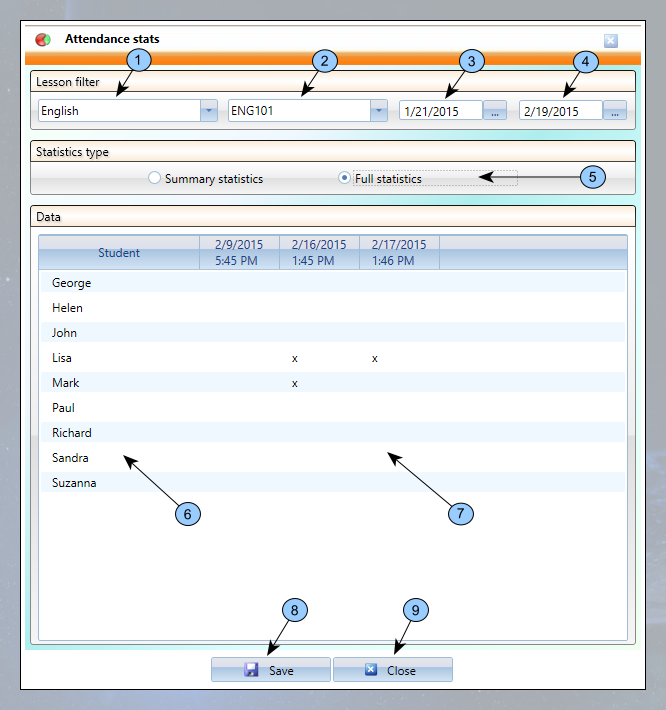 Attendance stats
1 2 3 4
Lesson filter
English ENG101 1/21/2015 ... 2/19/2015 ...
Statistics type
Summary statistics Full statistics 5
Data
Student 2/9/2015 5:45 PM 2/16/2015 1:45 PM 2/17/2015 1:46 PM
George
Helen
John
Lisa x x
Mark x
Paul
Richard
Sandra
Suzanna
6 7
8 9
Save Close